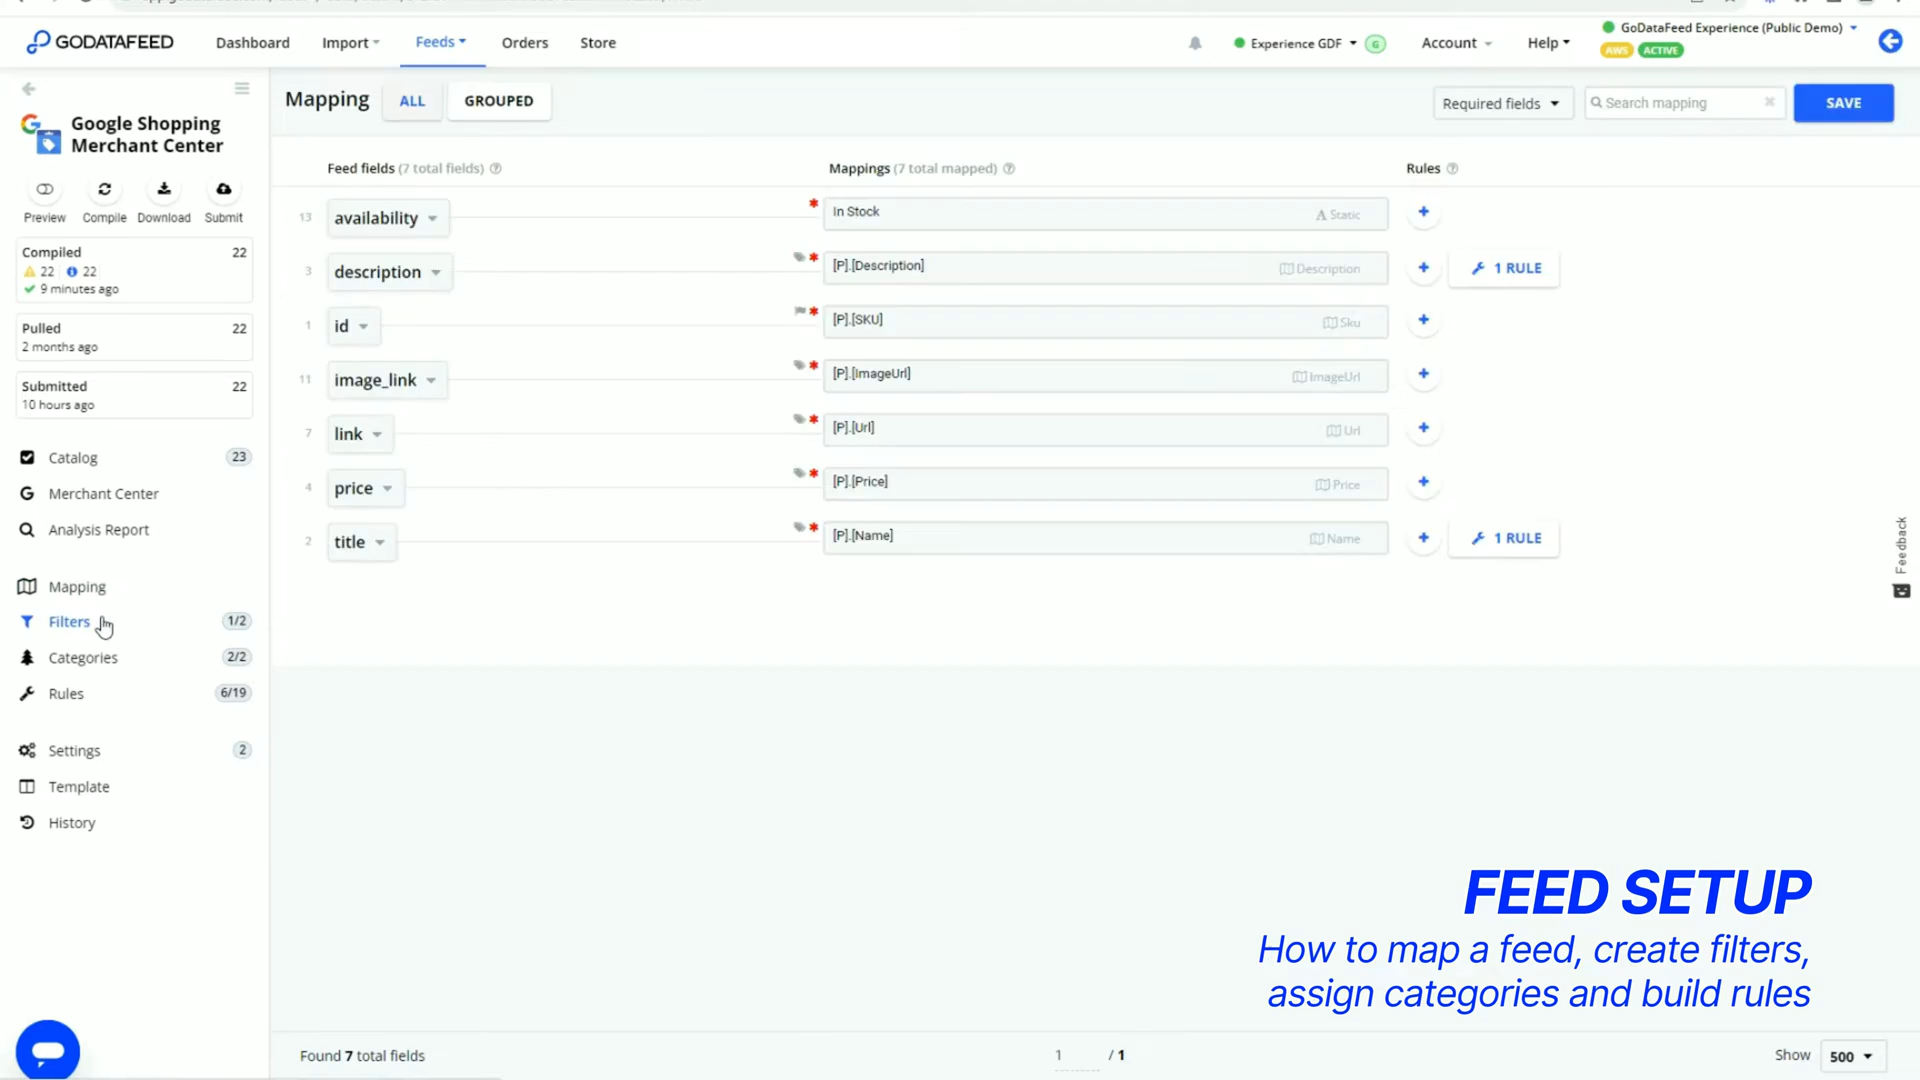 GODATAFEED
Dashboard
Import
Feeds
Orders
Store
Experience GDF
G
Account
Help
GoDataFeed Experience (Public Demo)
AWS
ACTIVE
Google Shopping
Merchant Center
Preview
Compile
Download
Submit
Compiled 22
22 22
9 minutes ago
Pulled 22
2 months ago
Submitted 22
10 hours ago
Catalog 23
Merchant Center
Analysis Report
Mapping
Filters 1/2
Categories 2/2
Rules 6/19
Settings 2
Template
History
Mapping ALL GROUPED
Required fields
Search mapping
SAVE
Feed fields (7 total fields) Mappings (7 total mapped) Rules
13 availability * In Stock A Static +
3 description * [P].[Description] Description + 1 RULE
1 id * [P].[SKU] Sku +
11 image_link * [P].[ImageUrl] ImageUrl +
7 link * [P].[Url] Url +
4 price * [P].[Price] Price +
2 title * [P].[Name] Name + 1 RULE
Feedback
FEED SETUP
How to map a feed, create filters,
assign categories and build rules
Found 7 total fields
1 / 1
Show 500